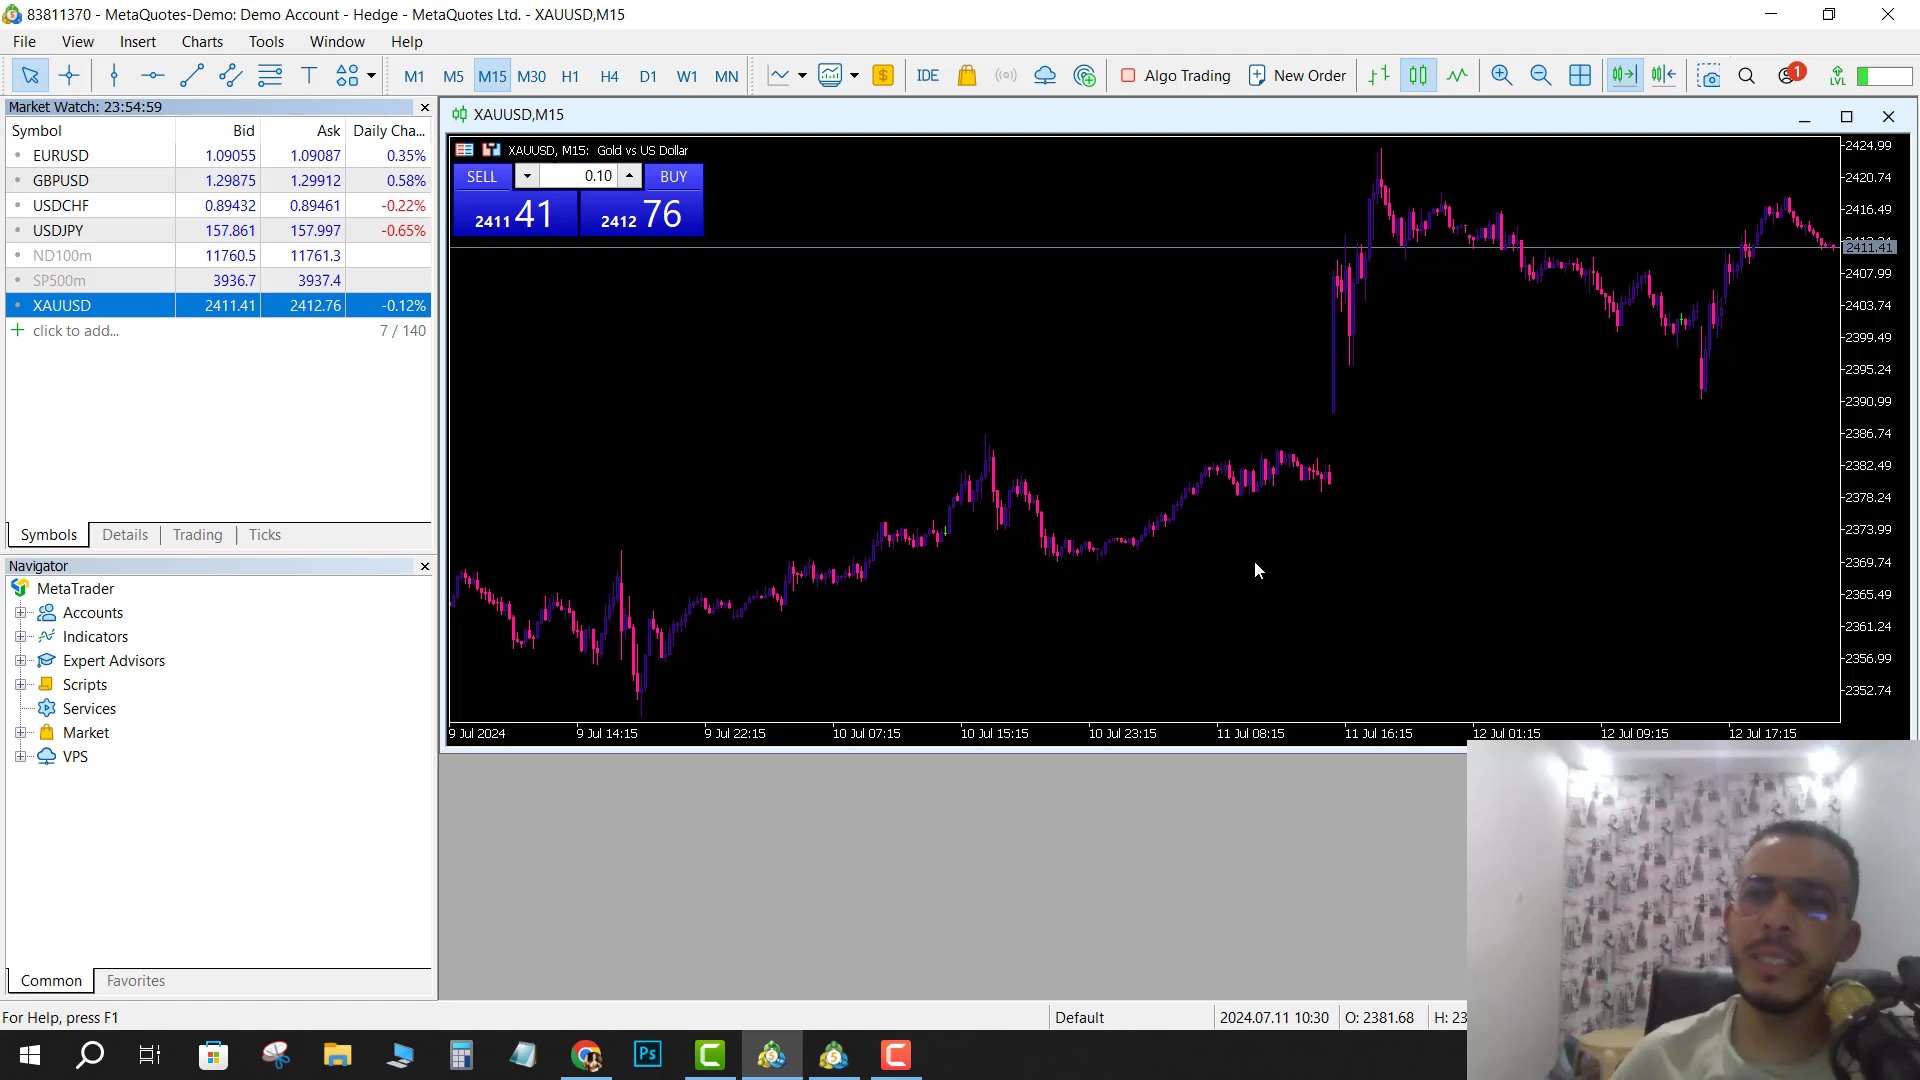 83811370 - MetaQuotes-Demo: Demo Account - Hedge - MetaQuotes Ltd. - XAUUSD,M15
File View Insert Charts Tools Window Help
M1 M5 M15 M30 H1 H4 D1 W1 MN $ IDE Algo Trading New Order 1 LVL
Market Watch: 23:54:59
Symbol Bid Ask Daily Cha...
EURUSD 1.09055 1.09087 0.35%
GBPUSD 1.29875 1.29912 0.58%
USDCHF 0.89432 0.89461 -0.22%
USDJPY 157.861 157.997 -0.65%
ND100m 11760.5 11761.3
SP500m 3936.7 3937.4
XAUUSD 2411.41 2412.76 -0.12%
click to add... 7 / 140
Symbols Details Trading Ticks
Navigator
MetaTrader
Accounts
Indicators
Expert Advisors
Scripts
Services
Market
VPS
Common Favorites
XAUUSD,M15
XAUUSD, M15: Gold vs US Dollar
SELL 0.10 BUY
2411 41 2412 76
2424.99
2420.74
2416.49
2411.41
2407.99
2403.74
2399.49
2395.24
2390.99
2386.74
2382.49
2378.24
2373.99
2369.74
2365.49
2361.24
2356.99
2352.74
9 Jul 2024 9 Jul 14:15 9 Jul 22:15 10 Jul 07:15 10 Jul 15:15 10 Jul 23:15 11 Jul 08:15 11 Jul 16:15 12 Jul 01:15 12 Jul 09:15 12 Jul 17:15
For Help, press F1 Default 2024.07.11 10:30 O: 2381.68 H: 23
Ps